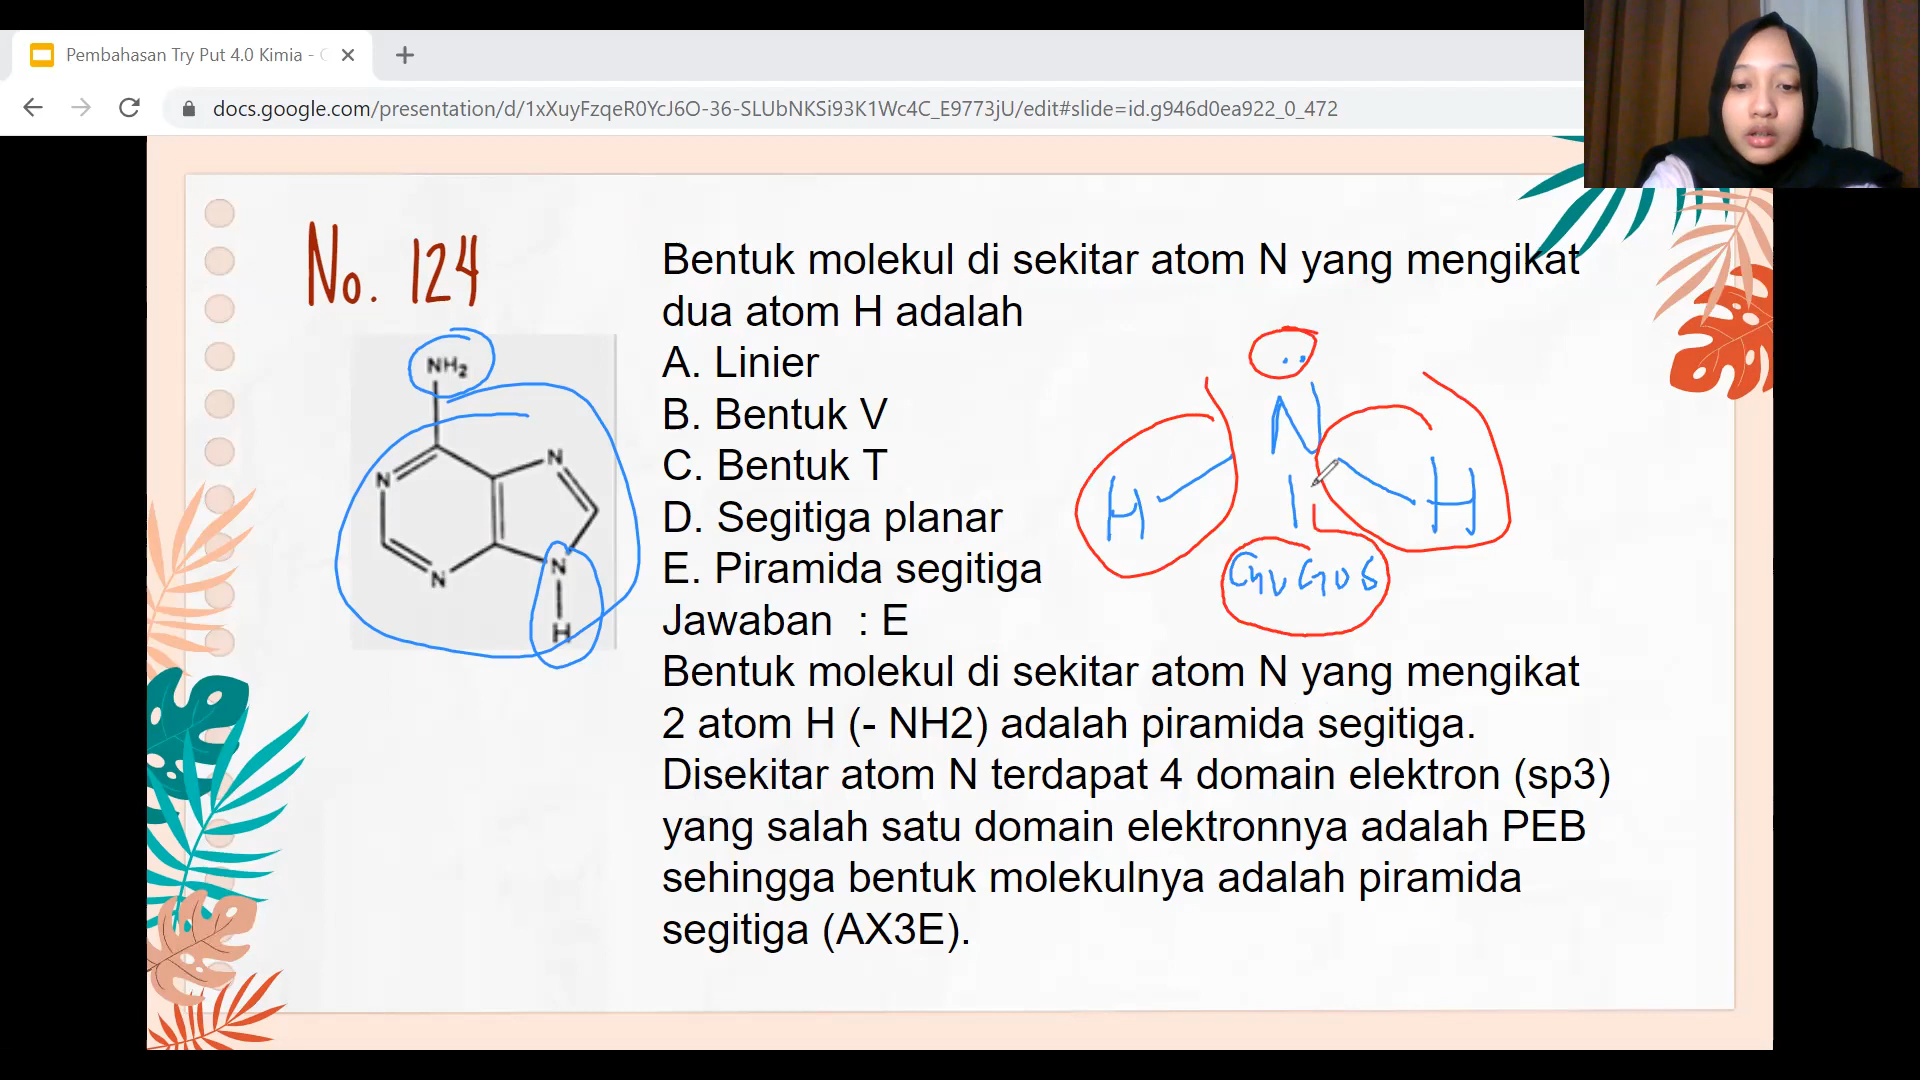 Pembahasan Try Put 4.0 Kimia -
docs.google.com/presentation/d/1xXuyFzqeR0YcJ6O-36-SLUbNKSi93K1Wc4C_E9773jU/edit#slide=id.g946d0ea922_0_472
No. 124
NH2
N
N
N
N
H
Bentuk molekul di sekitar atom N yang mengikat
dua atom H adalah
A. Linier
B. Bentuk V
C. Bentuk T
D. Segitiga planar
E. Piramida segitiga
Jawaban : E
Bentuk molekul di sekitar atom N yang mengikat
2 atom H (- NH2) adalah piramida segitiga.
Disekitar atom N terdapat 4 domain elektron (sp3)
yang salah satu domain elektronnya adalah PEB
sehingga bentuk molekulnya adalah piramida
segitiga (AX3E).
N
H
H
GUGUS